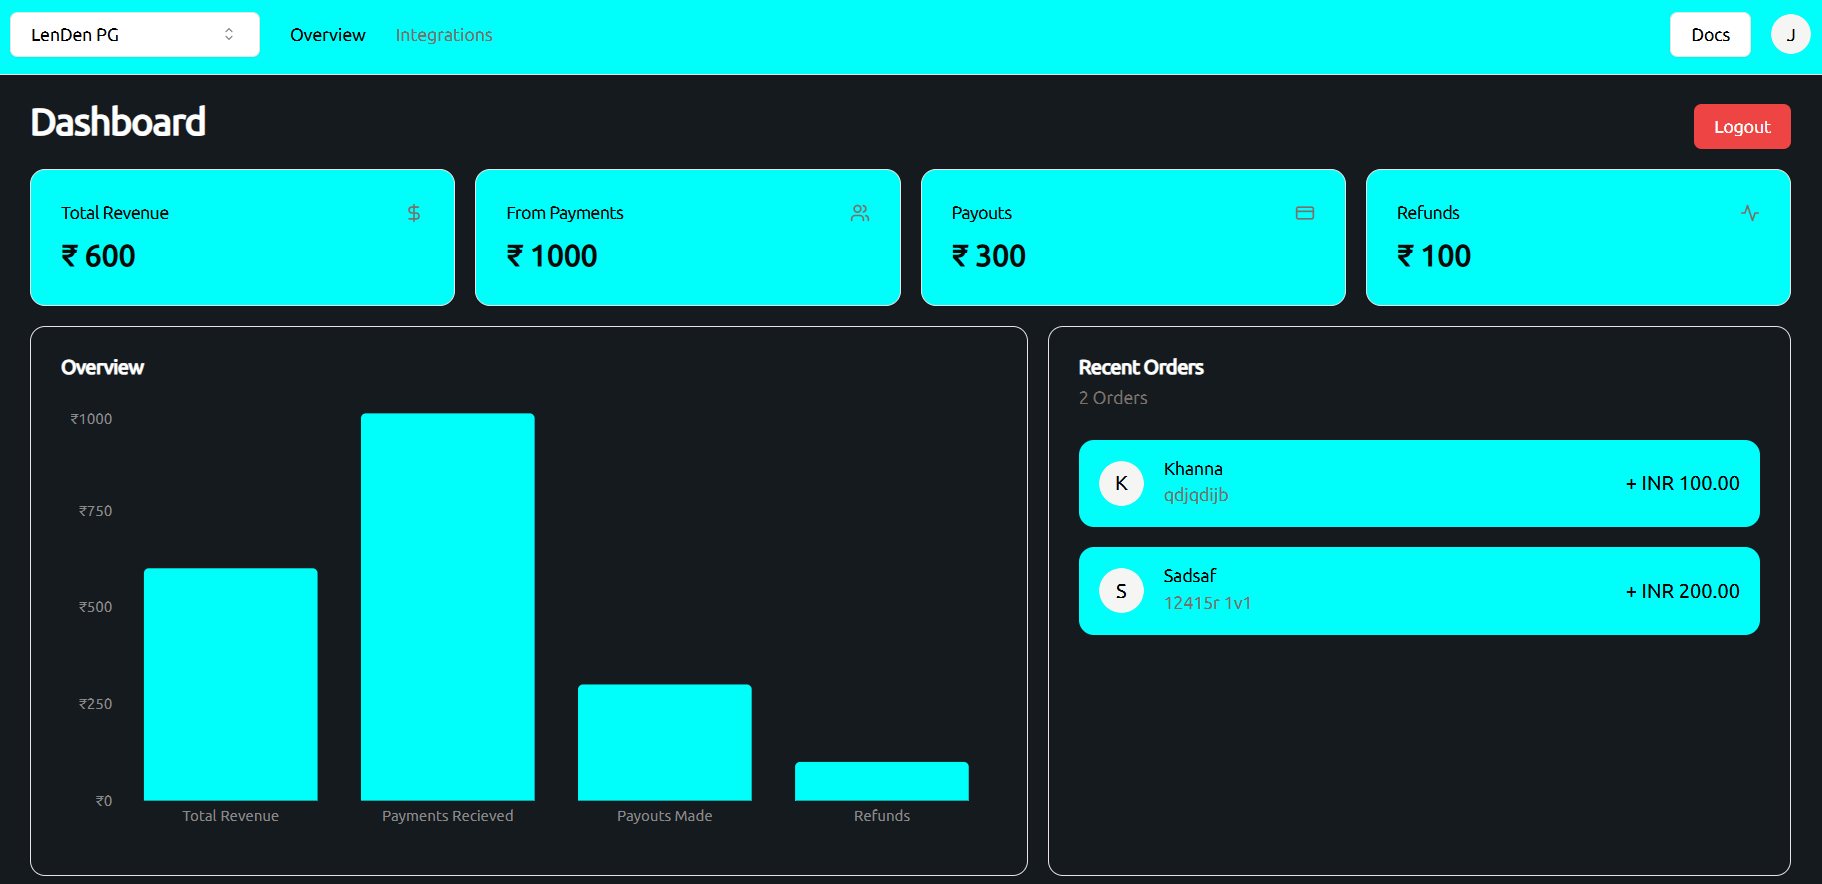 LenDen PG
Overview
Integrations
Docs
J
Dashboard
Logout
Total Revenue
₹ 600
From Payments
₹ 1000
Payouts
₹ 300
Refunds
₹ 100
Overview
₹1000
₹750
₹500
₹250
₹0
Total Revenue
Payments Recieved
Payouts Made
Refunds
Recent Orders
2 Orders
K
Khanna
qdjqdijb
+ INR 100.00
S
Sadsaf
12415r 1v1
+ INR 200.00